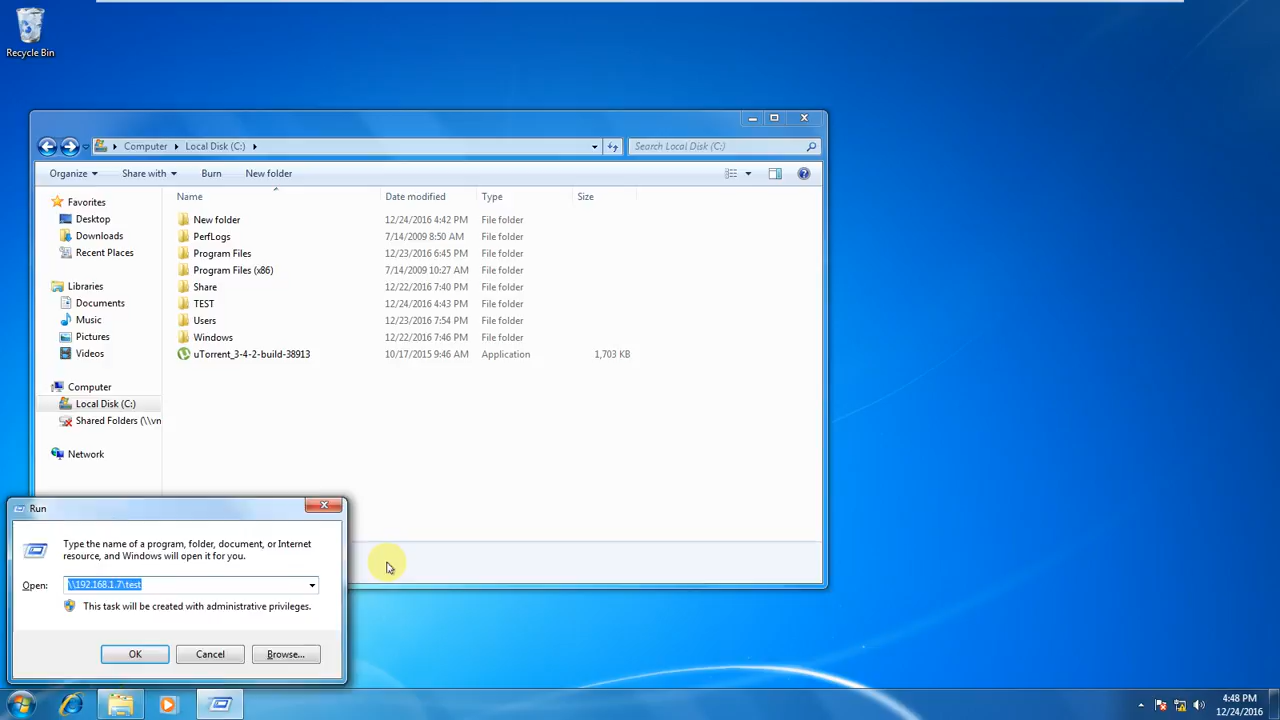 Recycle Bin
Computer Local Disk (C:)
Search Local Disk (C:)
Organize Share with Burn New folder
Name Date modified Type Size
Favorites
Desktop
Downloads
Recent Places
Libraries
Documents
Music
Pictures
Videos
Computer
Local Disk (C:)
Shared Folders (\\vn
Network
New folder 12/24/2016 4:42 PM File folder
PerfLogs 7/14/2009 8:50 AM File folder
Program Files 12/23/2016 6:45 PM File folder
Program Files (x86) 7/14/2009 10:27 AM File folder
Share 12/22/2016 7:40 PM File folder
TEST 12/24/2016 4:43 PM File folder
Users 12/23/2016 7:54 PM File folder
Windows 12/22/2016 7:46 PM File folder
uTorrent_3-4-2-build-38913 10/17/2015 9:46 AM Application 1,703 KB
Run
Type the name of a program, folder, document, or Internet
resource, and Windows will open it for you.
Open: \\192.168.1.7\test
This task will be created with administrative privileges.
OK Cancel Browse...
4:48 PM
12/24/2016